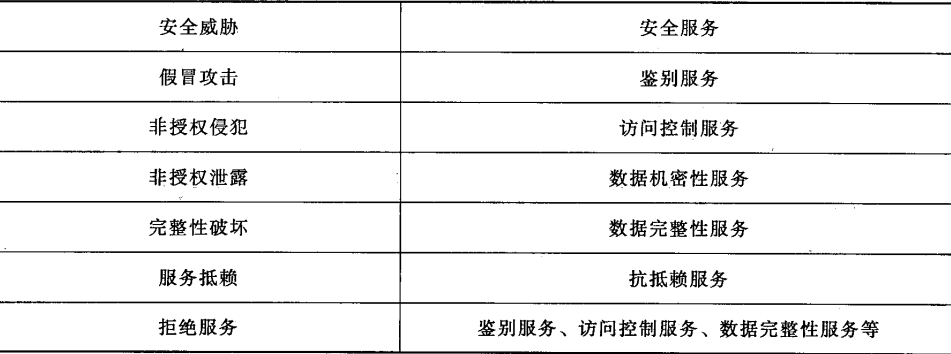 安全威胁 安全服务
假冒攻击 鉴别服务
非授权侵犯 访问控制服务
非授权泄露 数据机密性服务
完整性破坏 数据完整性服务
服务抵赖 抗抵赖服务
拒绝服务 鉴别服务、访问控制服务、数据完整性服务等